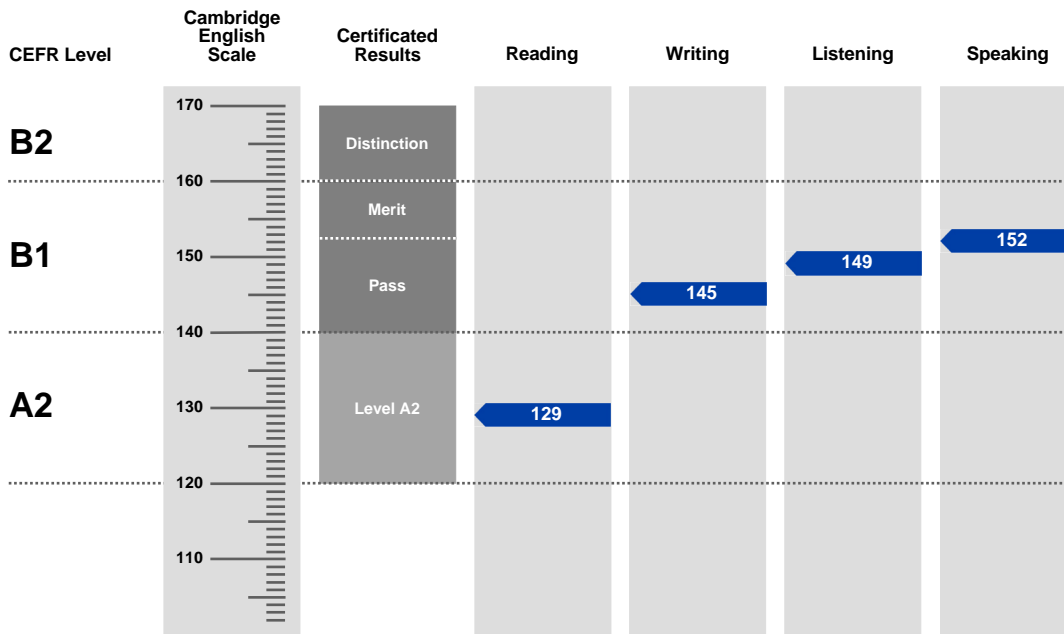 CEFR Level
Cambridge
English
Scale
Certificated
Results
Reading
Writing
Listening
Speaking
170
B2
Distinction
160
Merit
B1
150
152
149
Pass
145
140
A2
130
Level A2
129
120
110